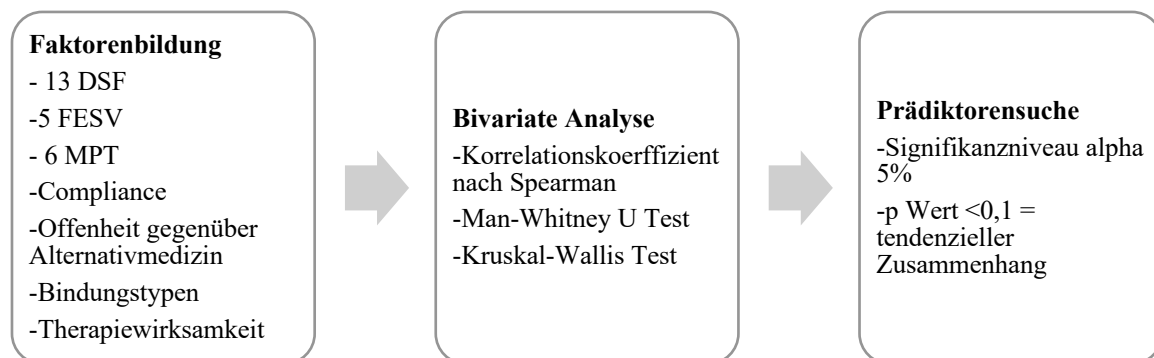 Faktorenbildung
- 13 DSF
-5 FESV
- 6 MPT
-Compliance
-Offenheit gegenüber
Alternativmedizin
-Bindungstypen
-Therapiewirksamkeit
Bivariate Analyse
-Korrelationskoerffizient
nach Spearman
-Man-Whitney U Test
-Kruskal-Wallis Test
Prädiktorensuche
-Signifikanzniveau alpha
5%
-p Wert <0,1 =
tendenzieller
Zusammenhang